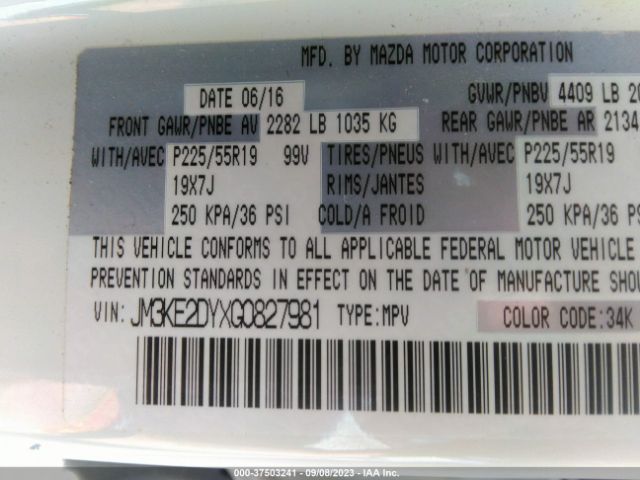 MFD. BY MAZDA MOTOR CORPORATION
DATE 06/16 GVWR/PNBV 4409 LB
FRONT GAWR/PNBE AV 2282 LB 1035 KG REAR GAWR/PNBE AR 2134
WITH/AVEC P225/55R19 99V TIRES/PNEUS WITH/AVEC P225/55R19
19X7J RIMS/JANTES 19X7J
250 KPA/36 PSI COLD/A FROID 250 KPA/36 PS
THIS VEHICLE CONFORMS TO ALL APPLICABLE FEDERAL MOTOR VEHICLE
PREVENTION STANDARDS IN EFFECT ON THE DATE OF MANUFACTURE SHO
VIN: JM3KE2DYXG0827981 TYPE:MPV COLOR CODE:34K
000-37503241 - 09/08/2023 - IAA Inc.